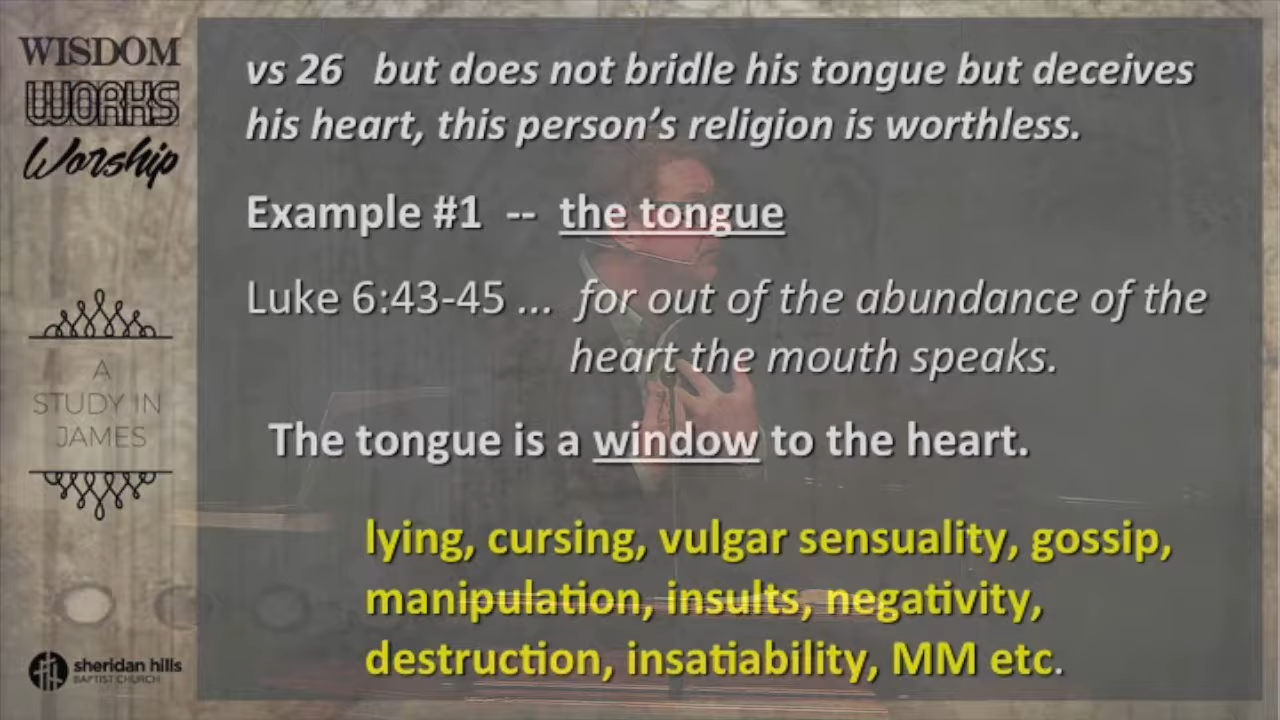 WISDOM
WORKS
Worship
A
STUDY IN
JAMES
sheridan hills
BAPTIST CHURCH
vs 26 but does not bridle his tongue but deceives
his heart, this person’s religion is worthless.
Example #1 -- the tongue
Luke 6:43-45 ... for out of the abundance of the
heart the mouth speaks.
The tongue is a window to the heart.
lying, cursing, vulgar sensuality, gossip,
manipulation, insults, negativity,
destruction, insatiability, MM etc.